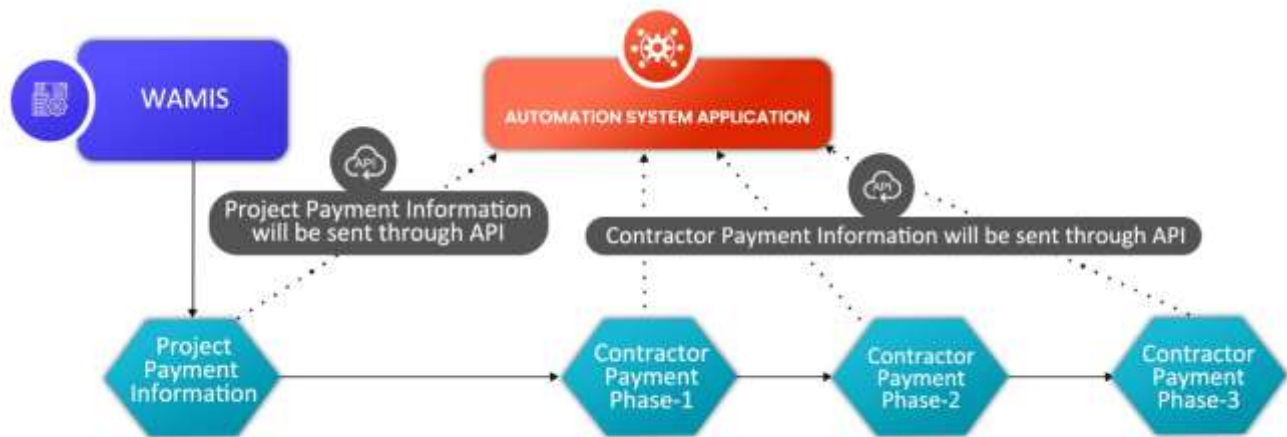 WAMIS
AUTOMATION SYSTEM APPLICATION
API
Project Payment Information
will be sent through API
API
Contractor Payment Information will be sent through API
Project
Payment
Information
Contractor
Payment
Phase-1
Contractor
Payment
Phase-2
Contractor
Payment
Phase-3